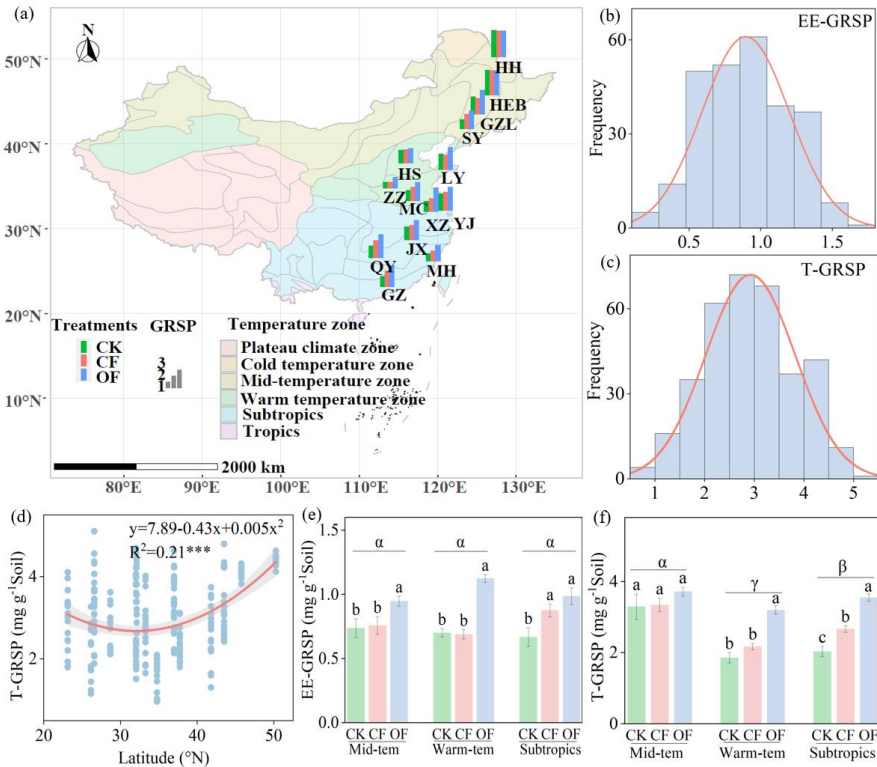 (a)
N
50°N
40°N
30°N
20°N
10°N
HH
HEB
GZL
SY
HS
LY
ZZ
MC
XZ
YJ
JX
QY
MH
GZ
Treatments
CK
CF
OF
GRSP
3
2
1
Temperature zone
Plateau climate zone
Cold temperature zone
Mid-temperature zone
Warm temperature zone
Subtropics
Tropics
2000 km
80°E 90°E 100°E 110°E 120°E 130°E
(b)
EE-GRSP
Frequency
60
30
0
0.5 1.0 1.5
(c)
T-GRSP
Frequency
60
30
0
1 2 3 4 5
(d)
y=7.89-0.43x+0.005x²
R²=0.21***
T-GRSP (mg g⁻¹Soil)
4
2
20 30 40 50
Latitude (°N)
(e)
EE-GRSP (mg g⁻¹Soil)
1.5
1.0
0.5
0.0
α α α
b b a b b a b a a
CK CF OF CK CF OF CK CF OF
Mid-tem Warm-tem Subtropics
(f)
T-GRSP (mg g⁻¹Soil)
6
4
2
0
α γ β
a a a b b a c b a
CK CF OF CK CF OF CK CF OF
Mid-tem Warm-tem Subtropics